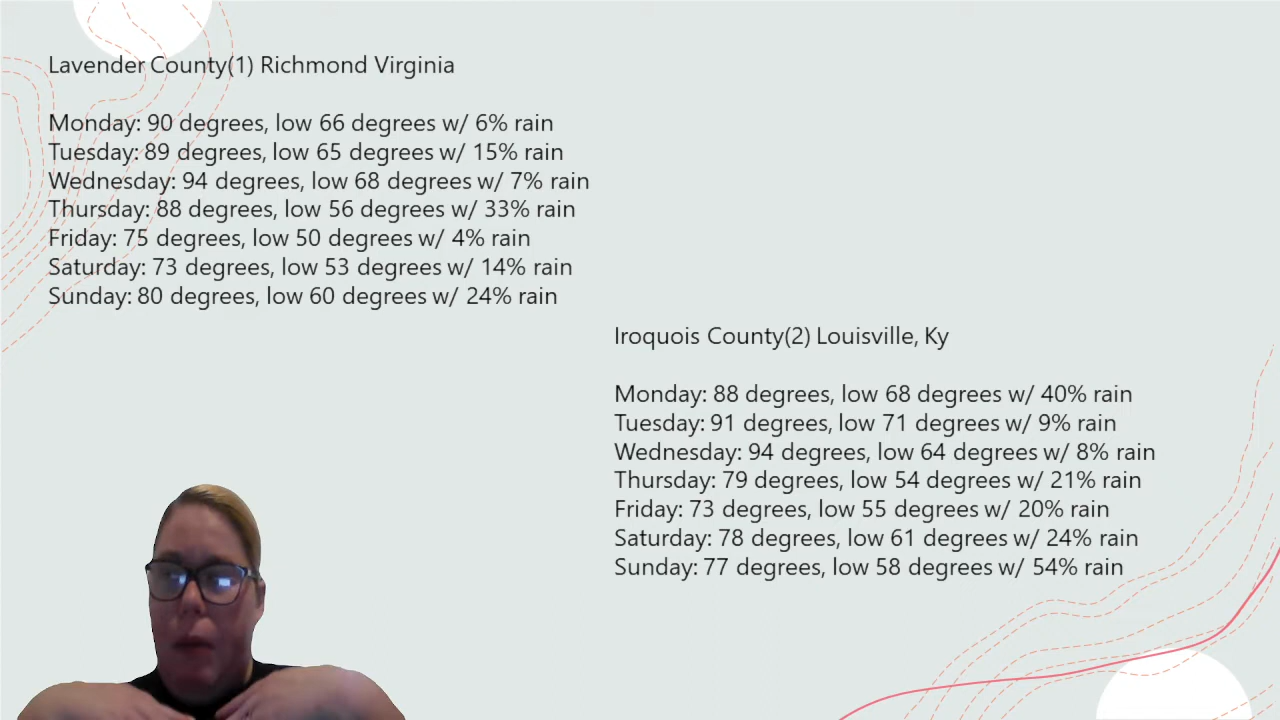 Lavender County(1) Richmond Virginia
Monday: 90 degrees, low 66 degrees w/ 6% rain
Tuesday: 89 degrees, low 65 degrees w/ 15% rain
Wednesday: 94 degrees, low 68 degrees w/ 7% rain
Thursday: 88 degrees, low 56 degrees w/ 33% rain
Friday: 75 degrees, low 50 degrees w/ 4% rain
Saturday: 73 degrees, low 53 degrees w/ 14% rain
Sunday: 80 degrees, low 60 degrees w/ 24% rain
Iroquois County(2) Louisville, Ky
Monday: 88 degrees, low 68 degrees w/ 40% rain
Tuesday: 91 degrees, low 71 degrees w/ 9% rain
Wednesday: 94 degrees, low 64 degrees w/ 8% rain
Thursday: 79 degrees, low 54 degrees w/ 21% rain
Friday: 73 degrees, low 55 degrees w/ 20% rain
Saturday: 78 degrees, low 61 degrees w/ 24% rain
Sunday: 77 degrees, low 58 degrees w/ 54% rain